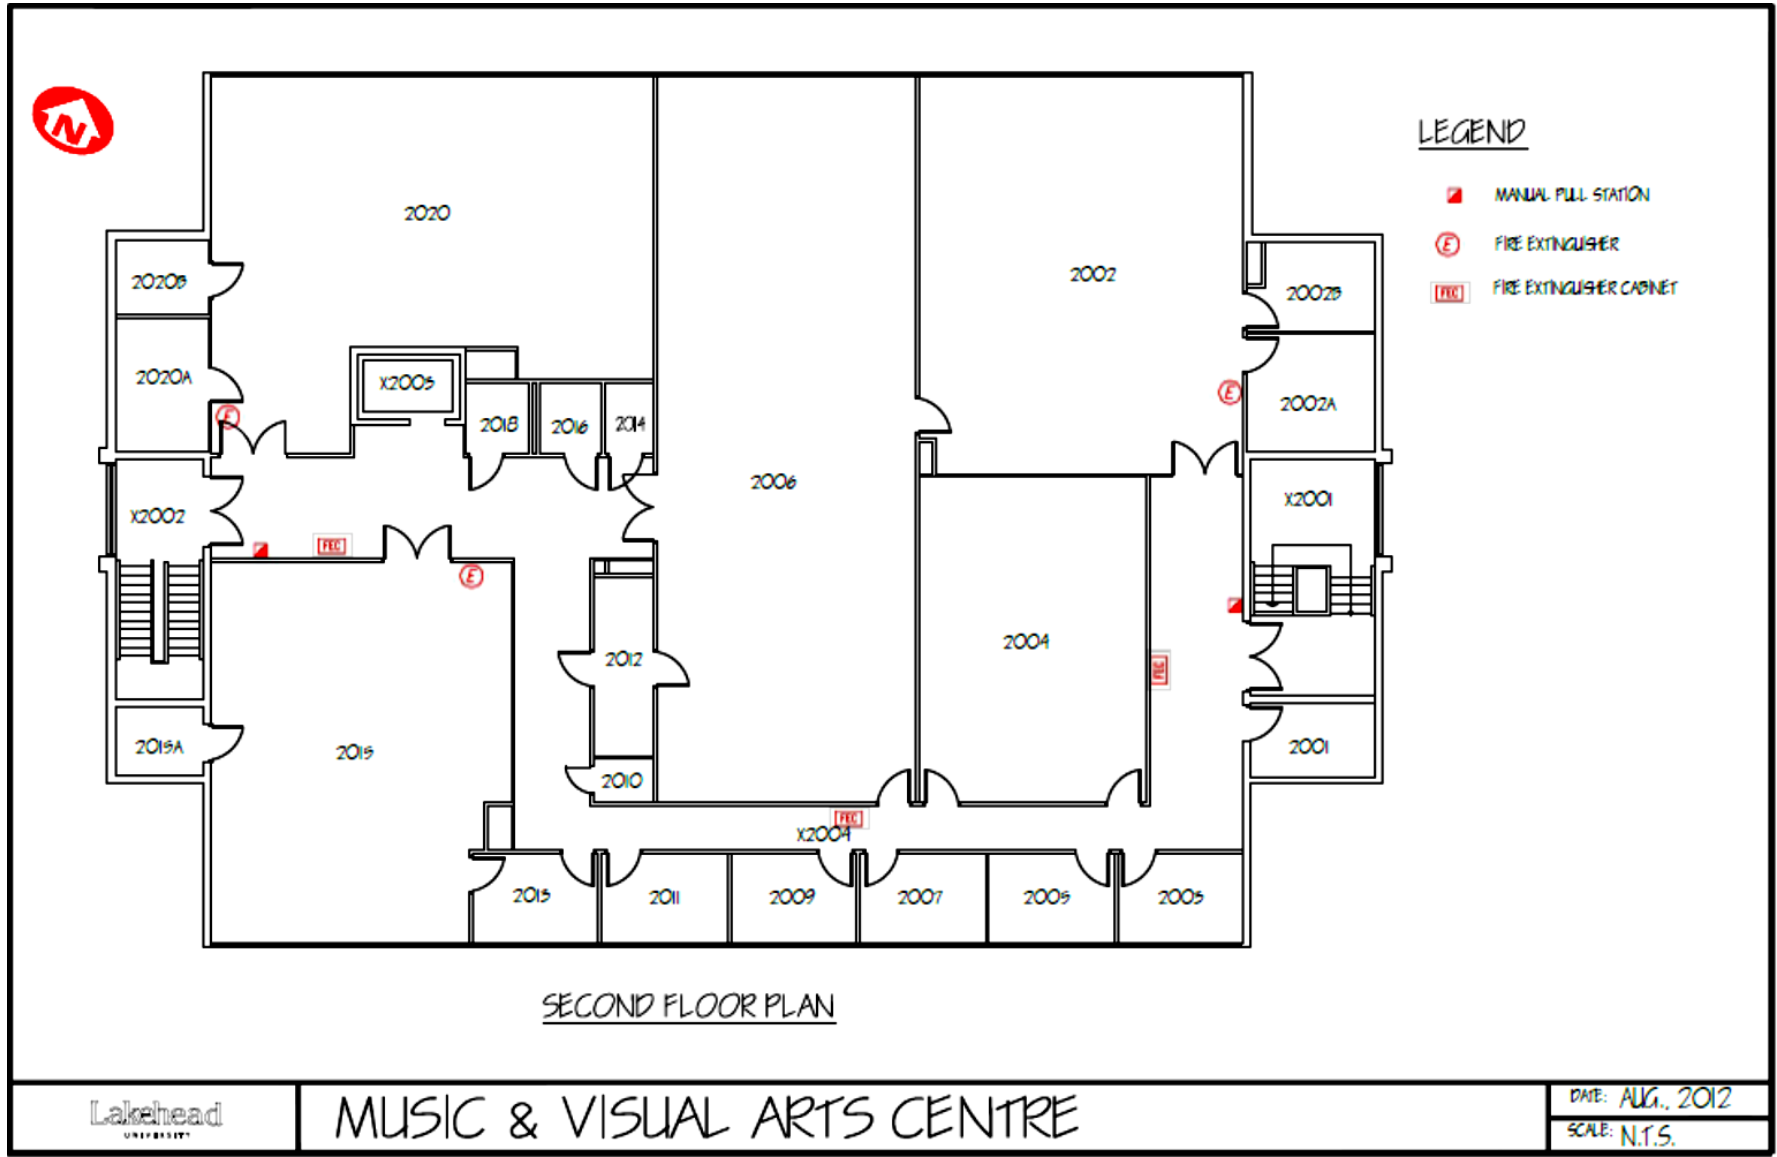 N
LEGEND
MANUAL PULL STATION
E FIRE EXTINGUISHER
FEC FIRE EXTINGUISHER CABINET
2020
2002
2020B
2002B
2020A
X2005
2002A
E
E
2018
2016
2014
2006
X2001
X2002
FEC
E
2004
2012
FEC
2015A
2015
2001
2010
FEC
X2004
2013
2011
2009
2007
2005
2003
SECOND FLOOR PLAN
Lakehead
UNIVERSITY
MUSIC & VISUAL ARTS CENTRE
DATE: AUG., 2012
SCALE: N.T.S.